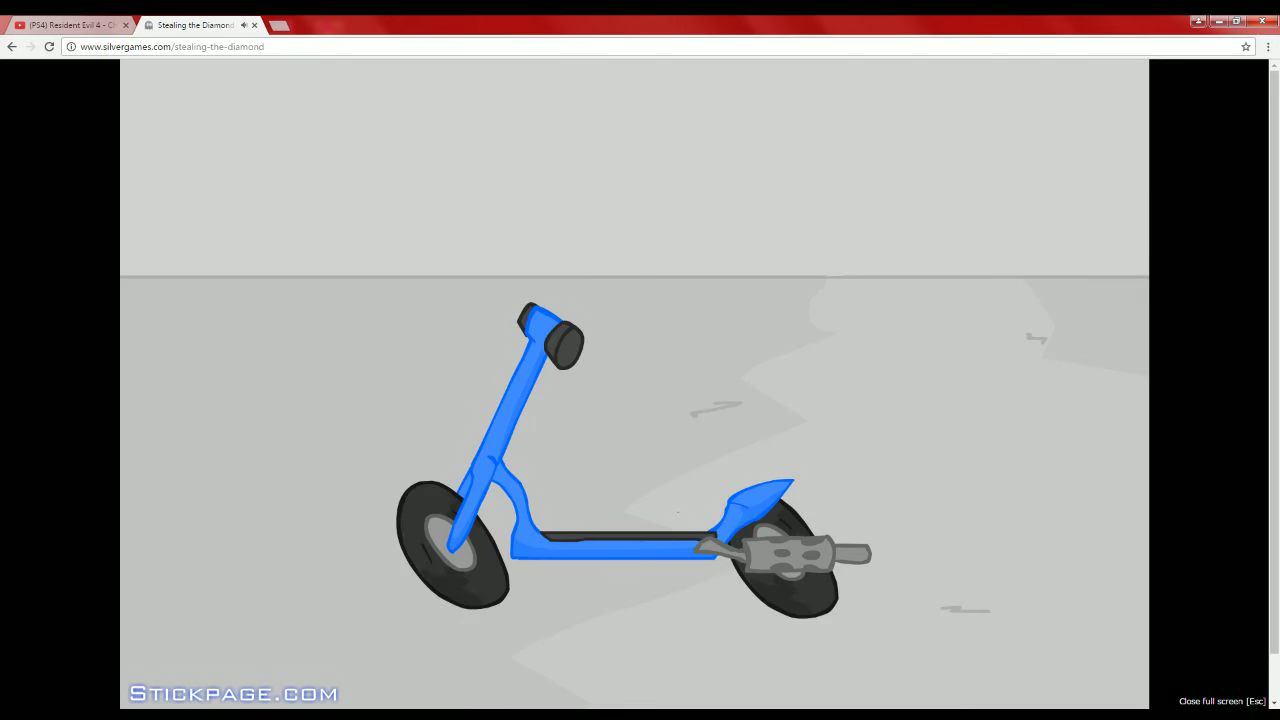 (PS4) Resident Evil 4 - Ch
Stealing the Diamond
www.silvergames.com/stealing-the-diamond
STICKPAGE.COM
Close full screen [Esc]